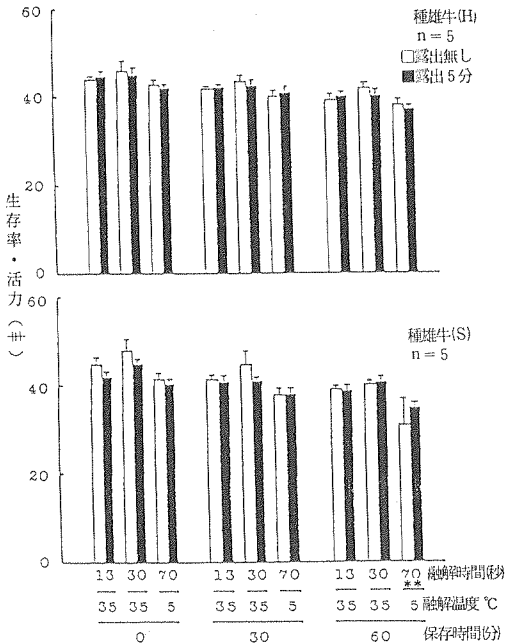 60
40
20
0
種雄牛(H)
n=5
露出無し
露出5分
生存率・活力(卌)
60
40
20
0
種雄牛(S)
n=5
13 30 70 13 30 70 13 30 70 融解時間(秒)
**
35 35 5 35 35 5 35 35 5 融解温度 ℃
0 30 60 保存時間(分)